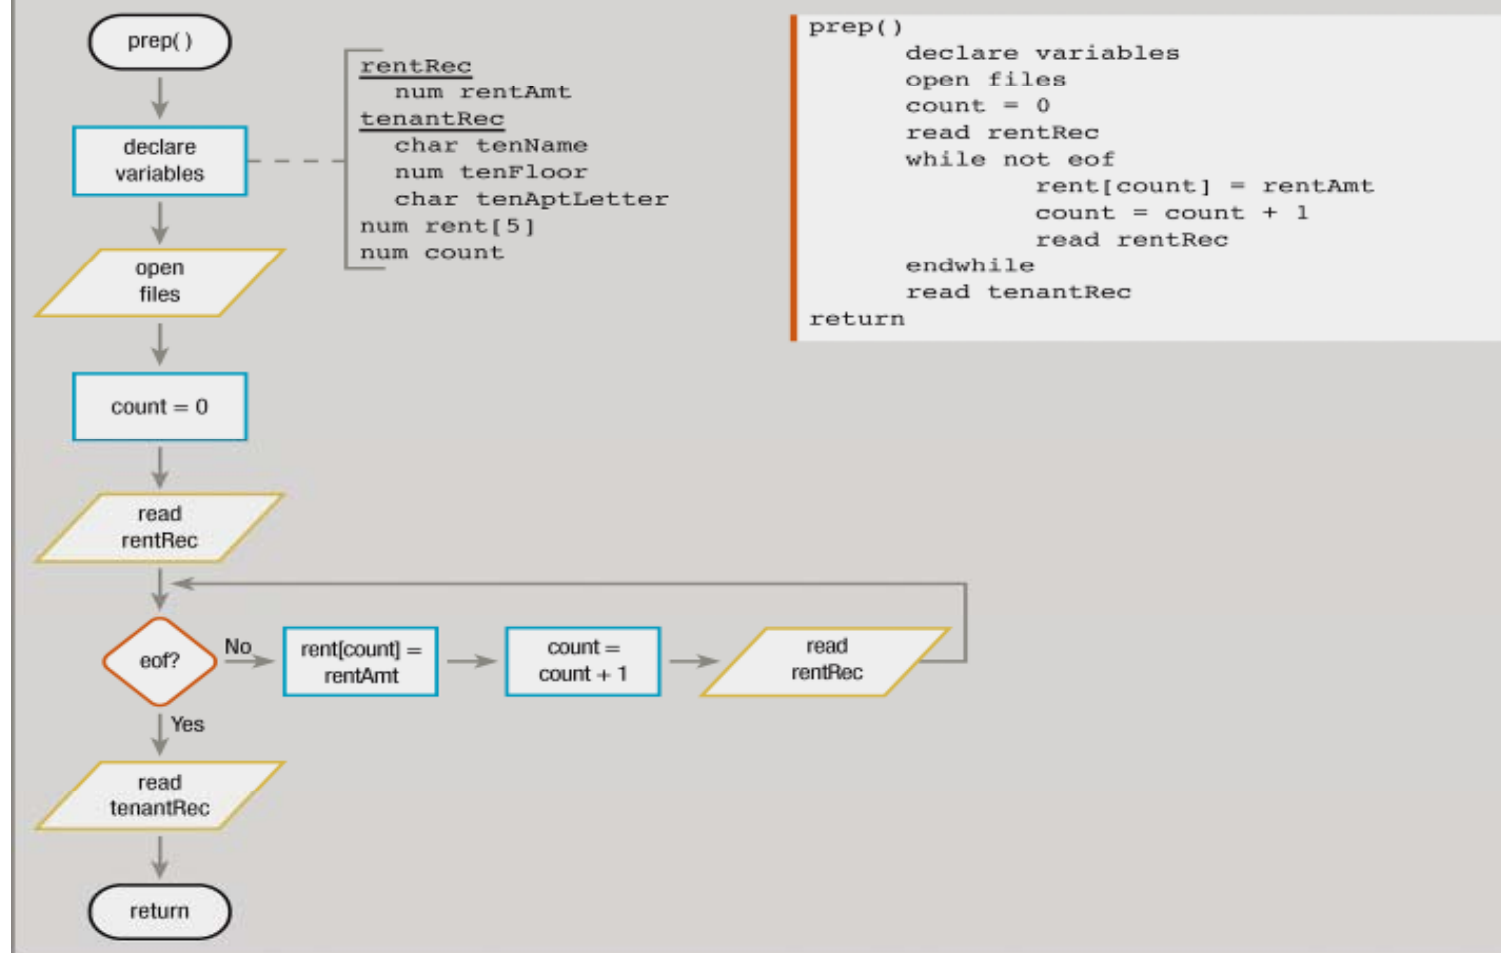 prep( )
declare
variables
rentRec
num rentAmt
tenantRec
char tenName
num tenFloor
char tenAptLetter
num rent[5]
num count
open
files
count = 0
read
rentRec
eof?
No
rent[count] =
rentAmt
count =
count + 1
read
rentRec
Yes
read
tenantRec
return
prep()
declare variables
open files
count = 0
read rentRec
while not eof
rent[count] = rentAmt
count = count + 1
read rentRec
endwhile
read tenantRec
return